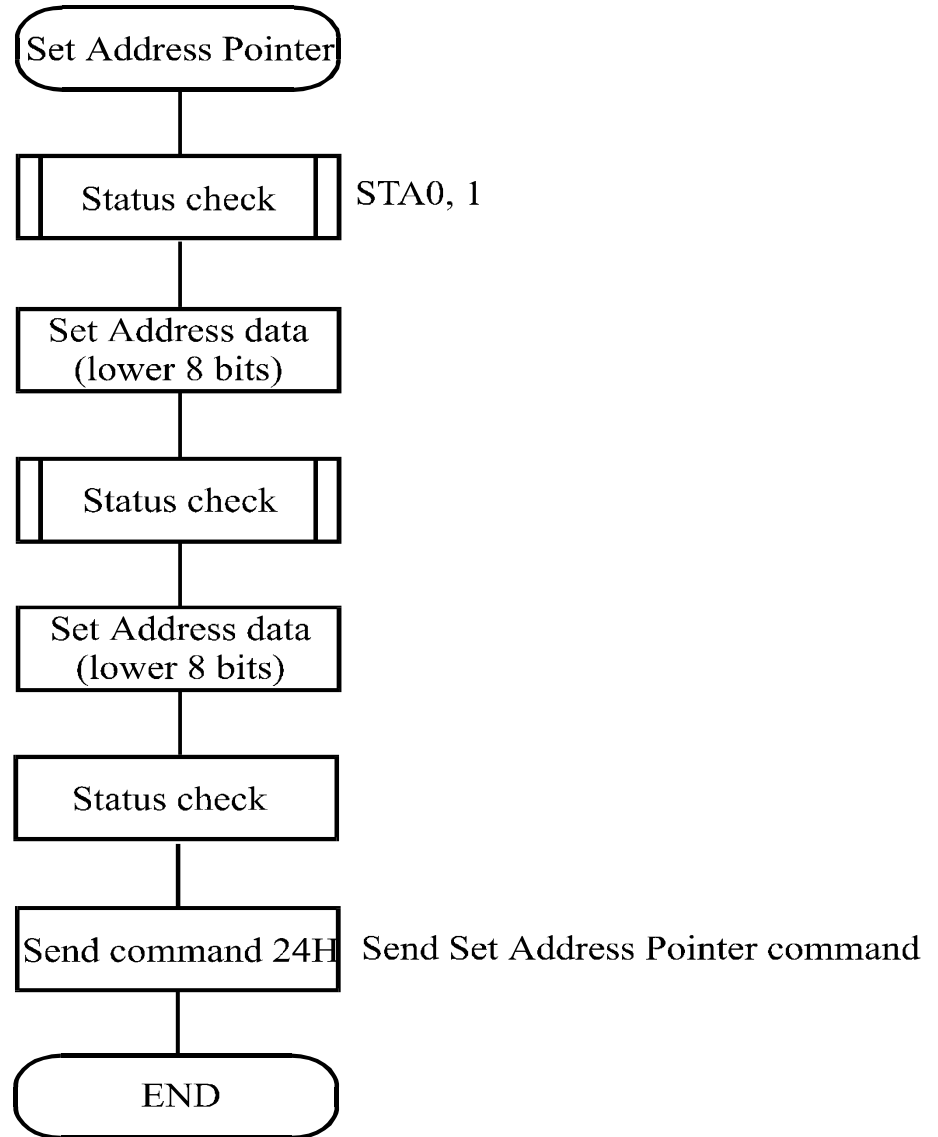 Set Address Pointer
Status check
STA0, 1
Set Address data
(lower 8 bits)
Status check
Set Address data
(lower 8 bits)
Status check
Send command 24H
Send Set Address Pointer command
END